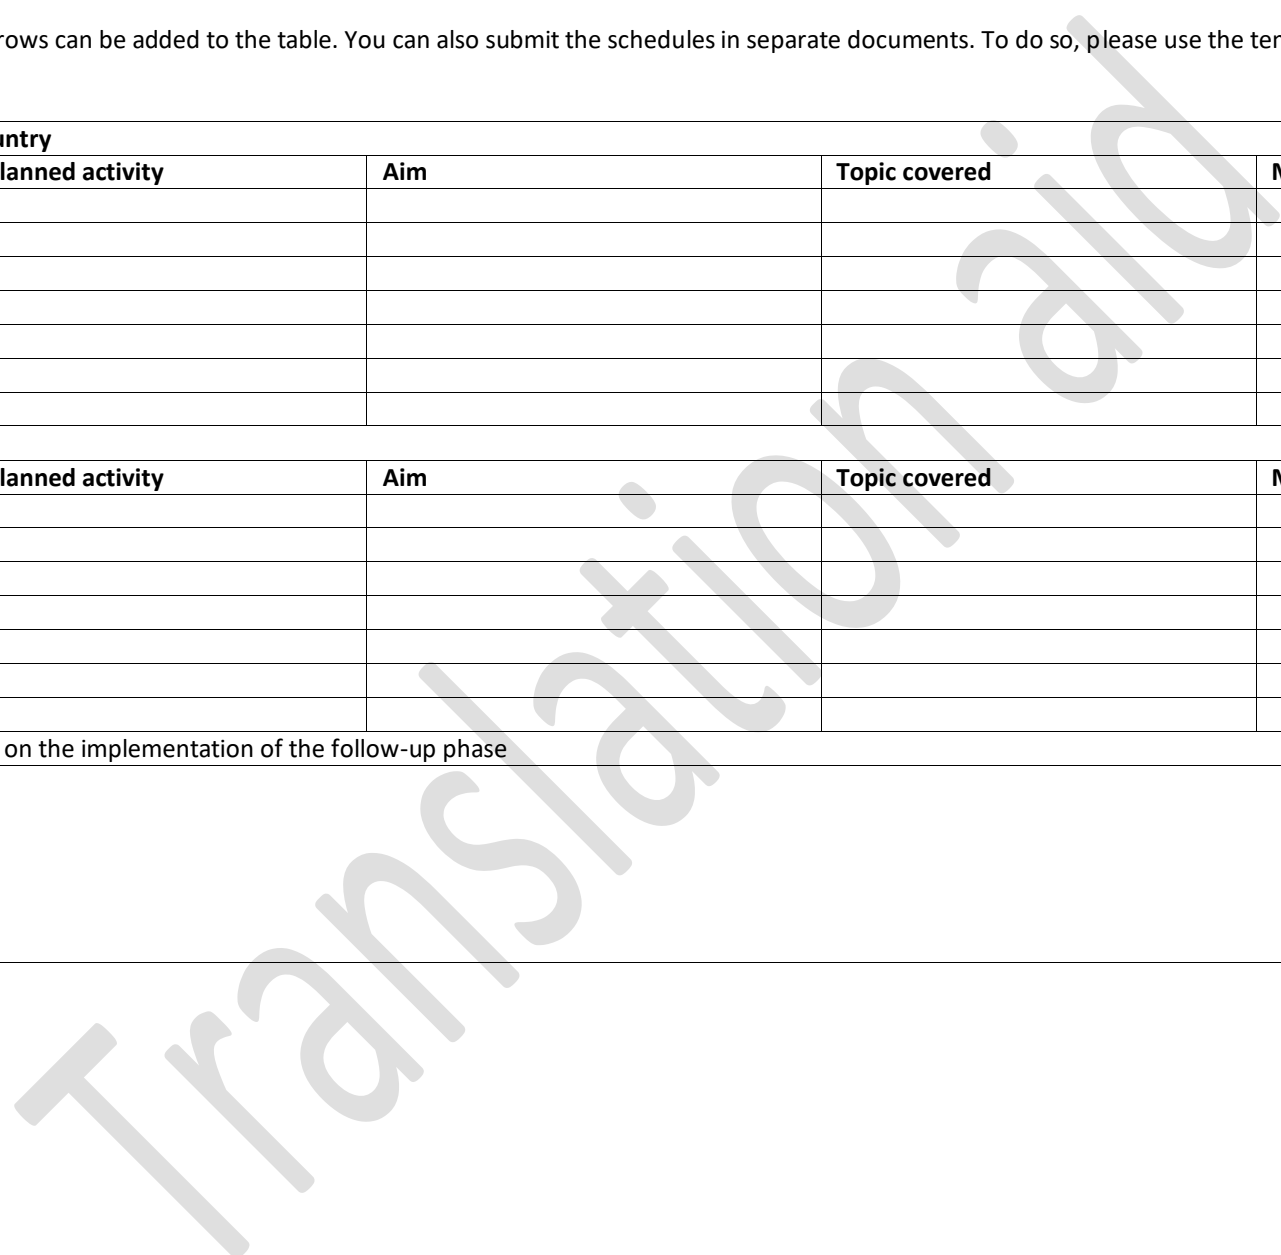 rows can be added to the table. You can also submit the schedules in separate documents. To do so, please use the
untry
lanned activity Aim Topic covered
lanned activity Aim Topic covered
on the implementation of the follow-up phase
Translation aid